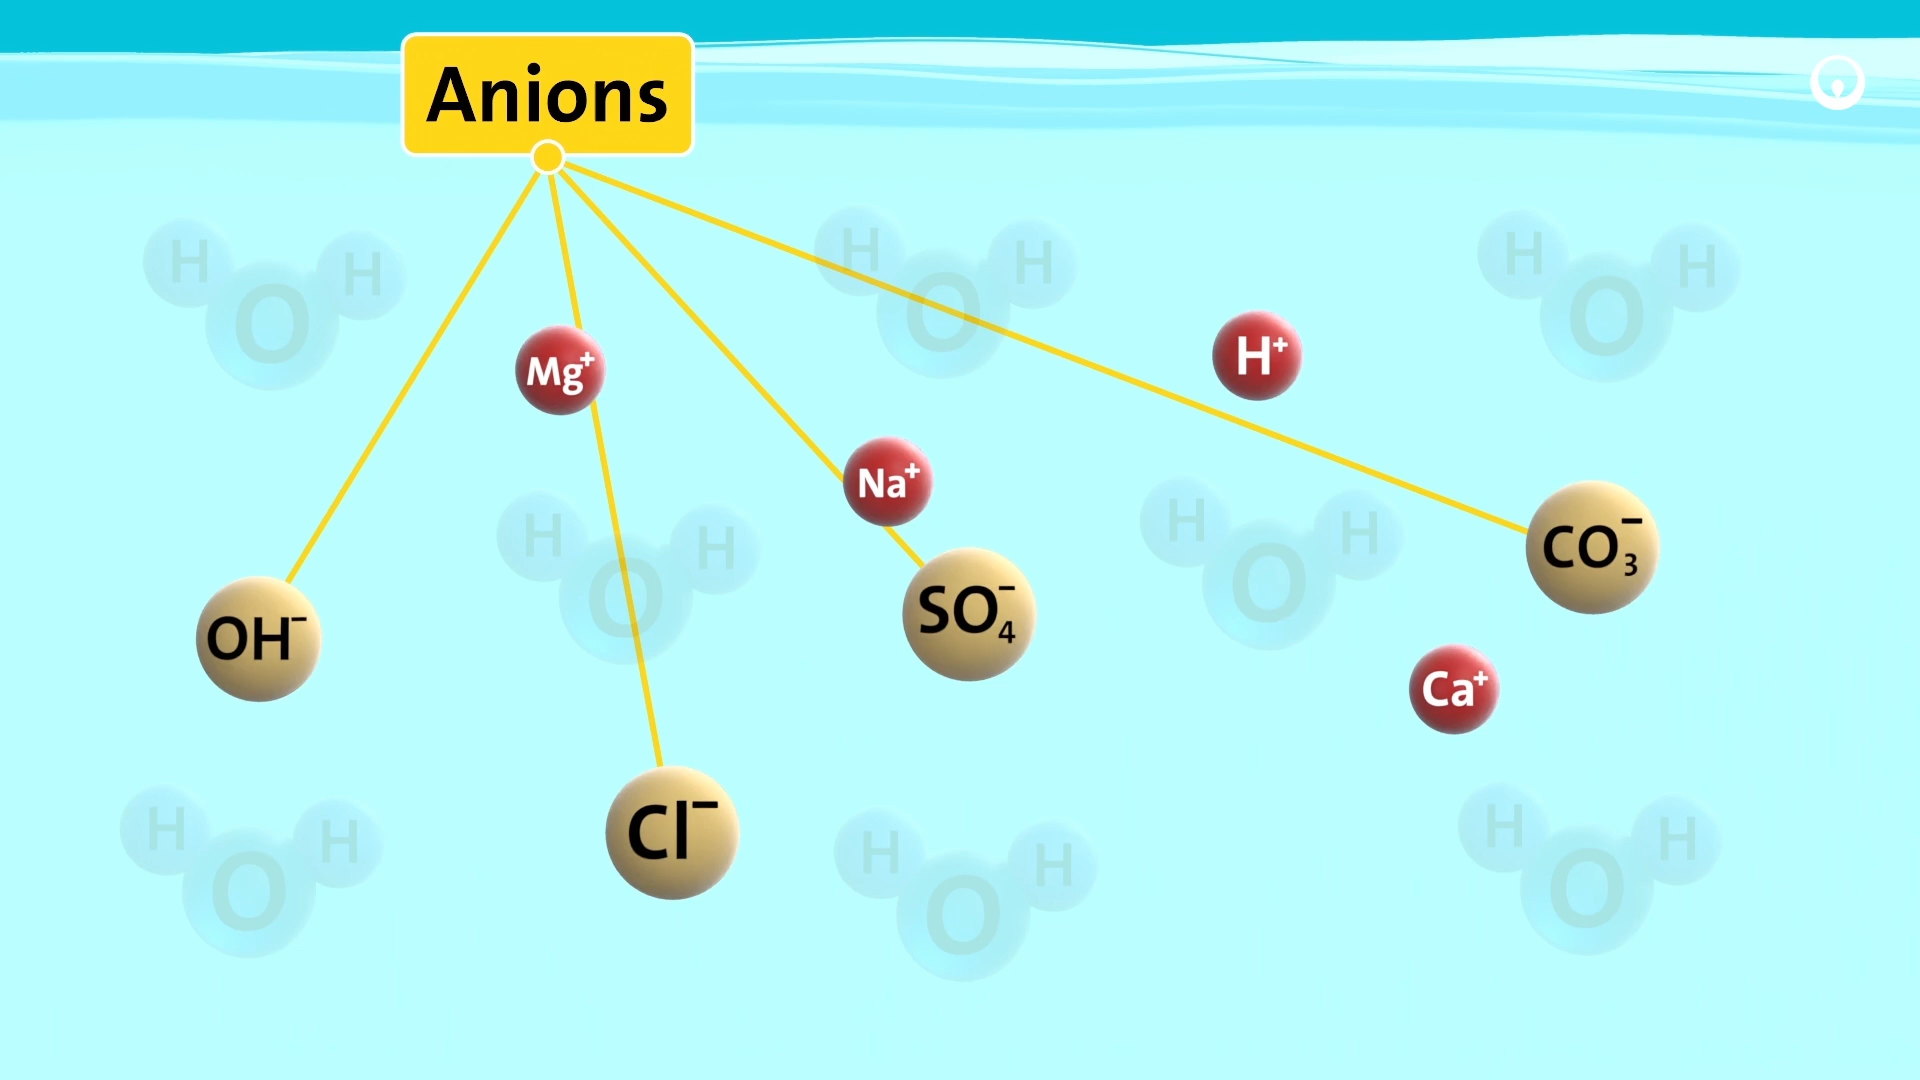 Anions
H O H
H O H
H O H
Mg⁺
H⁺
Na⁺
H O H
H O H
CO₃⁻
OH⁻
SO₄⁻
Ca⁺
Cl⁻
H O H
H O H
H O H